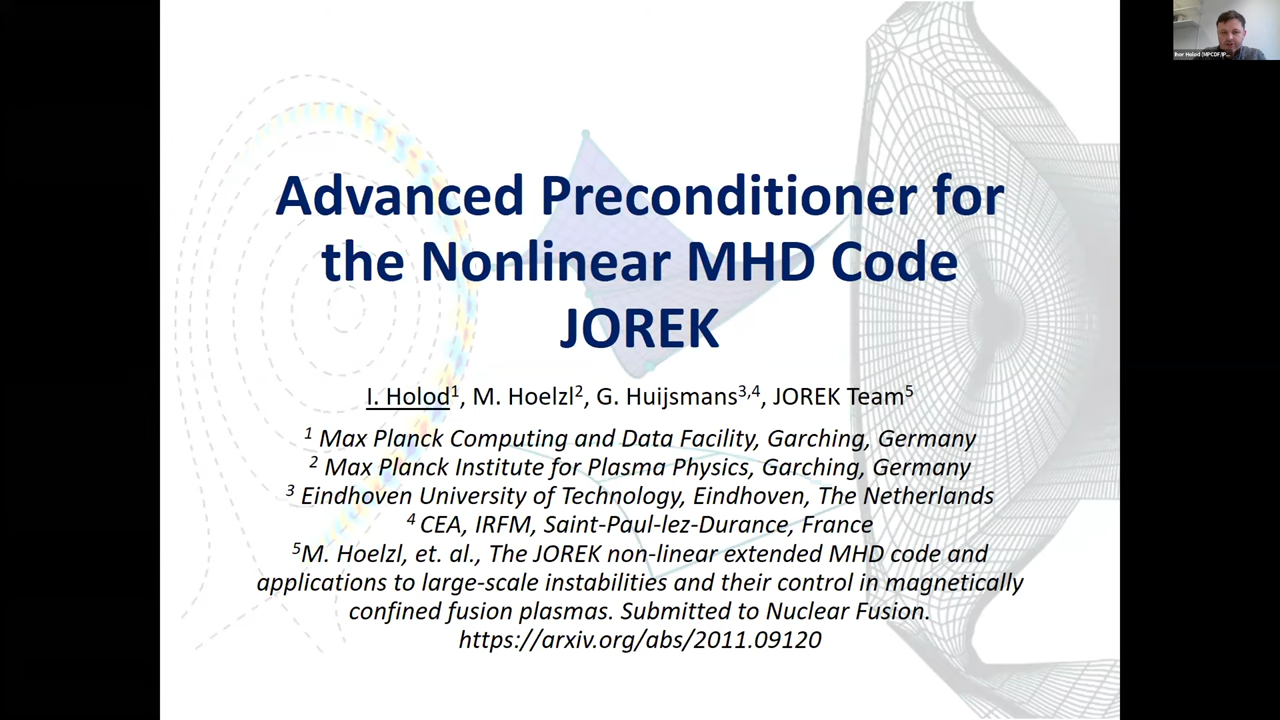 Advanced Preconditioner for
the Nonlinear MHD Code
JOREK
I. Holod¹, M. Hoelzl², G. Huijsmans³,⁴, JOREK Team⁵
¹ Max Planck Computing and Data Facility, Garching, Germany
² Max Planck Institute for Plasma Physics, Garching, Germany
³ Eindhoven University of Technology, Eindhoven, The Netherlands
⁴ CEA, IRFM, Saint-Paul-lez-Durance, France
⁵M. Hoelzl, et. al., The JOREK non-linear extended MHD code and
applications to large-scale instabilities and their control in magnetically
confined fusion plasmas. Submitted to Nuclear Fusion.
https://arxiv.org/abs/2011.09120
Ihor Holod (MPCDF/IP...